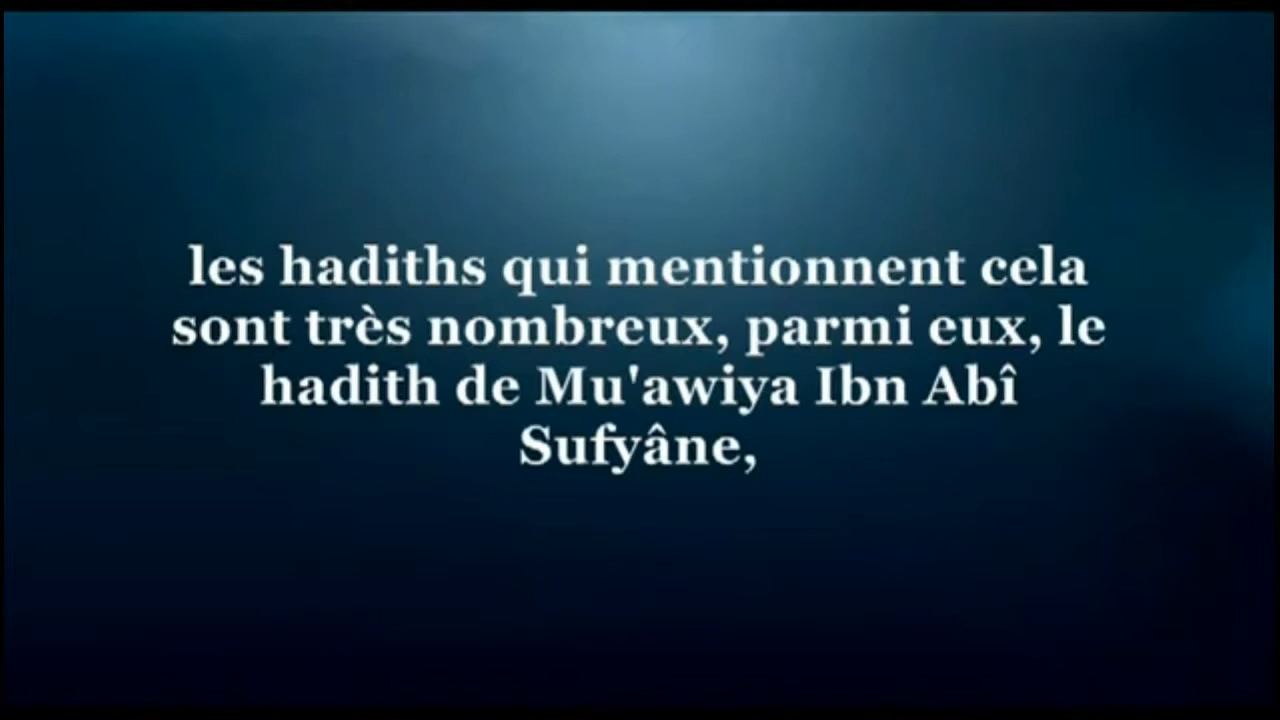 les hadiths qui mentionnent cela
sont très nombreux, parmi eux, le
hadith de Mu'awiya Ibn Abî
Sufyâne,